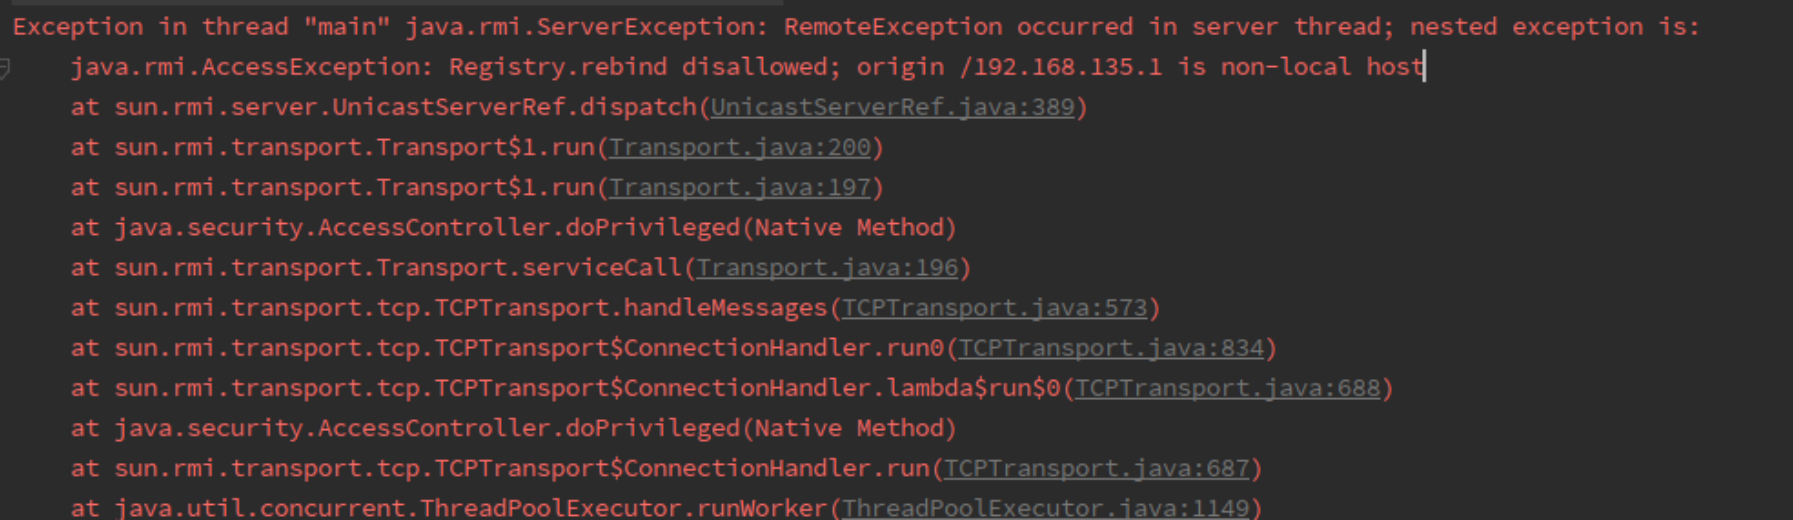 Exception in thread "main" java.rmi.ServerException: RemoteException occurred in server thread; nested exception is:
java.rmi.AccessException: Registry.rebind disallowed; origin /192.168.135.1 is non-local host
at sun.rmi.server.UnicastServerRef.dispatch(UnicastServerRef.java:389)
at sun.rmi.transport.Transport$1.run(Transport.java:200)
at sun.rmi.transport.Transport$1.run(Transport.java:197)
at java.security.AccessController.doPrivileged(Native Method)
at sun.rmi.transport.Transport.serviceCall(Transport.java:196)
at sun.rmi.transport.tcp.TCPTransport.handleMessages(TCPTransport.java:573)
at sun.rmi.transport.tcp.TCPTransport$ConnectionHandler.run0(TCPTransport.java:834)
at sun.rmi.transport.tcp.TCPTransport$ConnectionHandler.lambda$run$0(TCPTransport.java:688)
at java.security.AccessController.doPrivileged(Native Method)
at sun.rmi.transport.tcp.TCPTransport$ConnectionHandler.run(TCPTransport.java:687)
at java.util.concurrent.ThreadPoolExecutor.runWorker(ThreadPoolExecutor.java:1149)